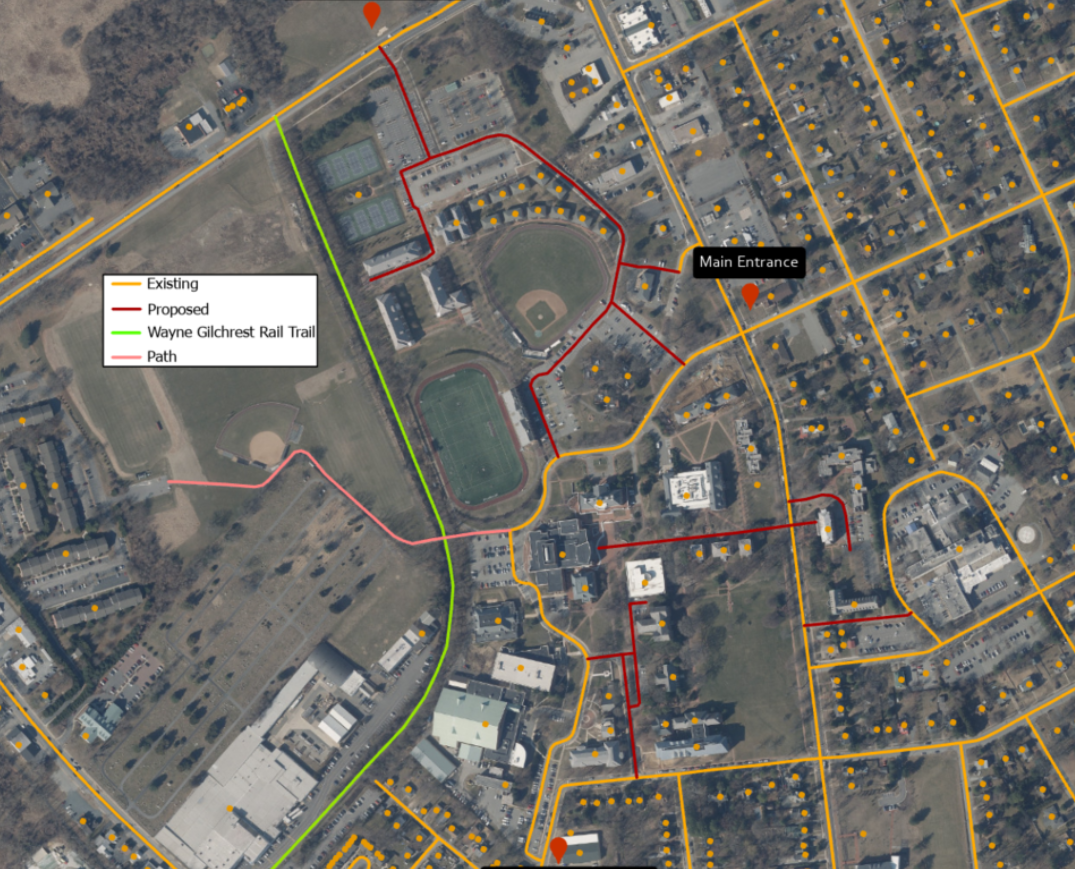 Main Entrance
Existing
Proposed
Wayne Gilchrest Rail Trail
Path